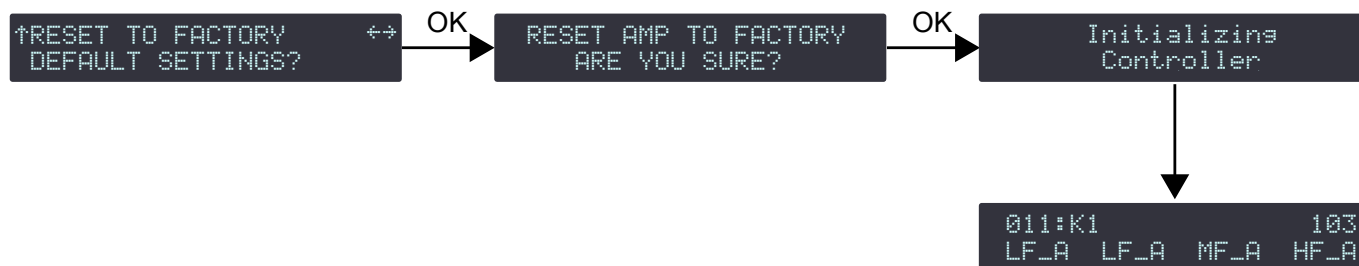 ↑RESET TO FACTORY ←→
DEFAULT SETTINGS?
OK
RESET AMP TO FACTORY
ARE YOU SURE?
OK
Initializing
Controller
011:K1 103
LF_A LF_A MF_A HF_A